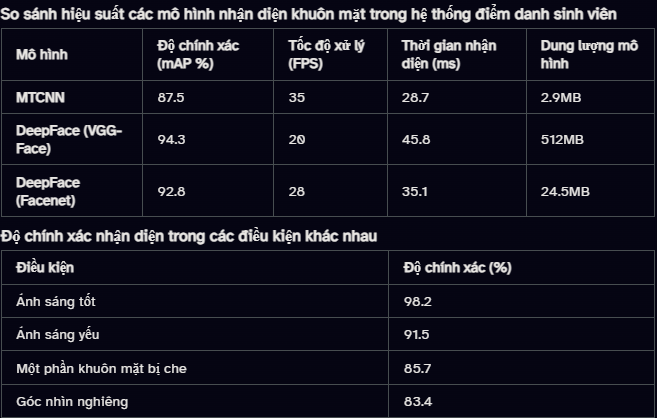 So sánh hiệu suất các mô hình nhận diện khuôn mặt trong hệ thống điểm danh sinh viên
Mô hình | Độ chính xác (mAP %) | Tốc độ xử lý (FPS) | Thời gian nhận diện (ms) | Dung lượng mô hình
MTCNN | 87.5 | 35 | 28.7 | 2.9MB
DeepFace (VGG-Face) | 94.3 | 20 | 45.8 | 512MB
DeepFace (Facenet) | 92.8 | 28 | 35.1 | 24.5MB
Độ chính xác nhận diện trong các điều kiện khác nhau
Điều kiện | Độ chính xác (%)
Ánh sáng tốt | 98.2
Ánh sáng yếu | 91.5
Một phần khuôn mặt bị che | 85.7
Góc nhìn nghiêng | 83.4